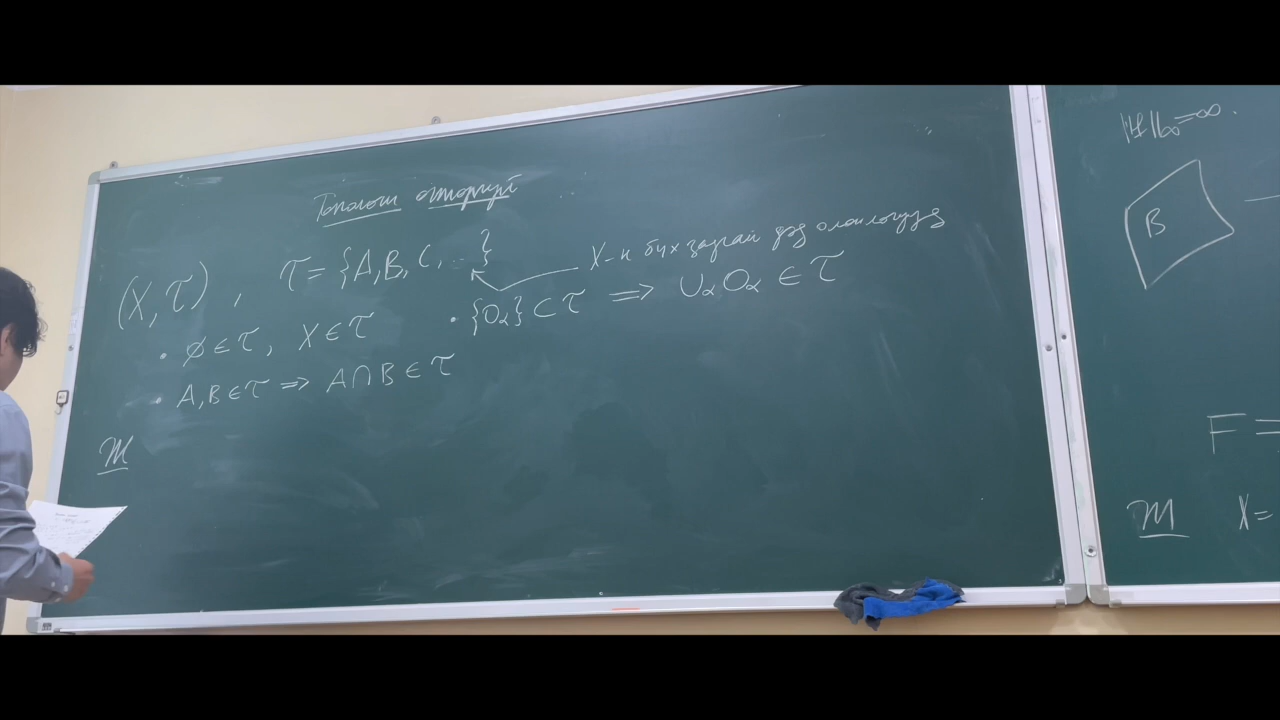 Топологи огторгуй
(X, τ) , τ = {A, B, C, ...}
X-н бүх задгай дэд олонлогууд
• ∅ ∈ τ, X ∈ τ
• {O_α} ⊂ τ ⟹ ∪_α O_α ∈ τ
• A, B ∈ τ ⟹ A ∩ B ∈ τ
Ж
=∞.
B
F =
Ж X =